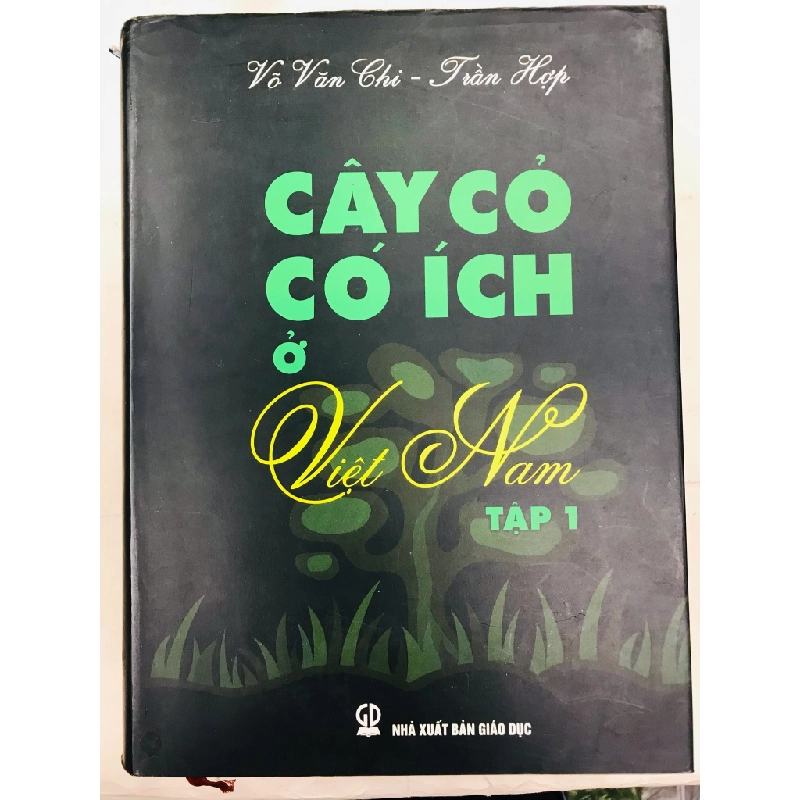 Võ Văn Chi - Trần Hợp
CÂY CỎ
CÓ ÍCH
Ở
Việt Nam
TẬP 1
GD
NHÀ XUẤT BẢN GIÁO DỤC